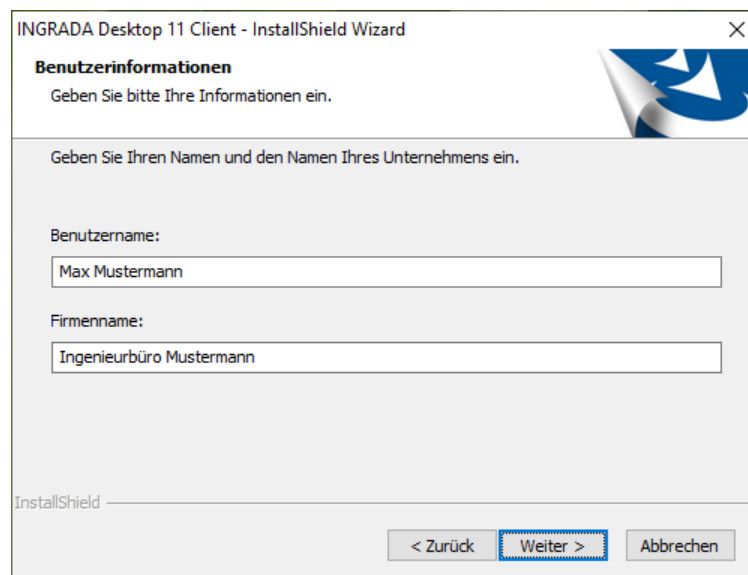 INGRADA Desktop 11 Client - InstallShield Wizard
Benutzerinformationen
Geben Sie bitte Ihre Informationen ein.
Geben Sie Ihren Namen und den Namen Ihres Unternehmens ein.
Benutzername:
Max Mustermann
Firmenname:
Ingenieurbüro Mustermann
InstallShield
< Zurück Weiter > Abbrechen